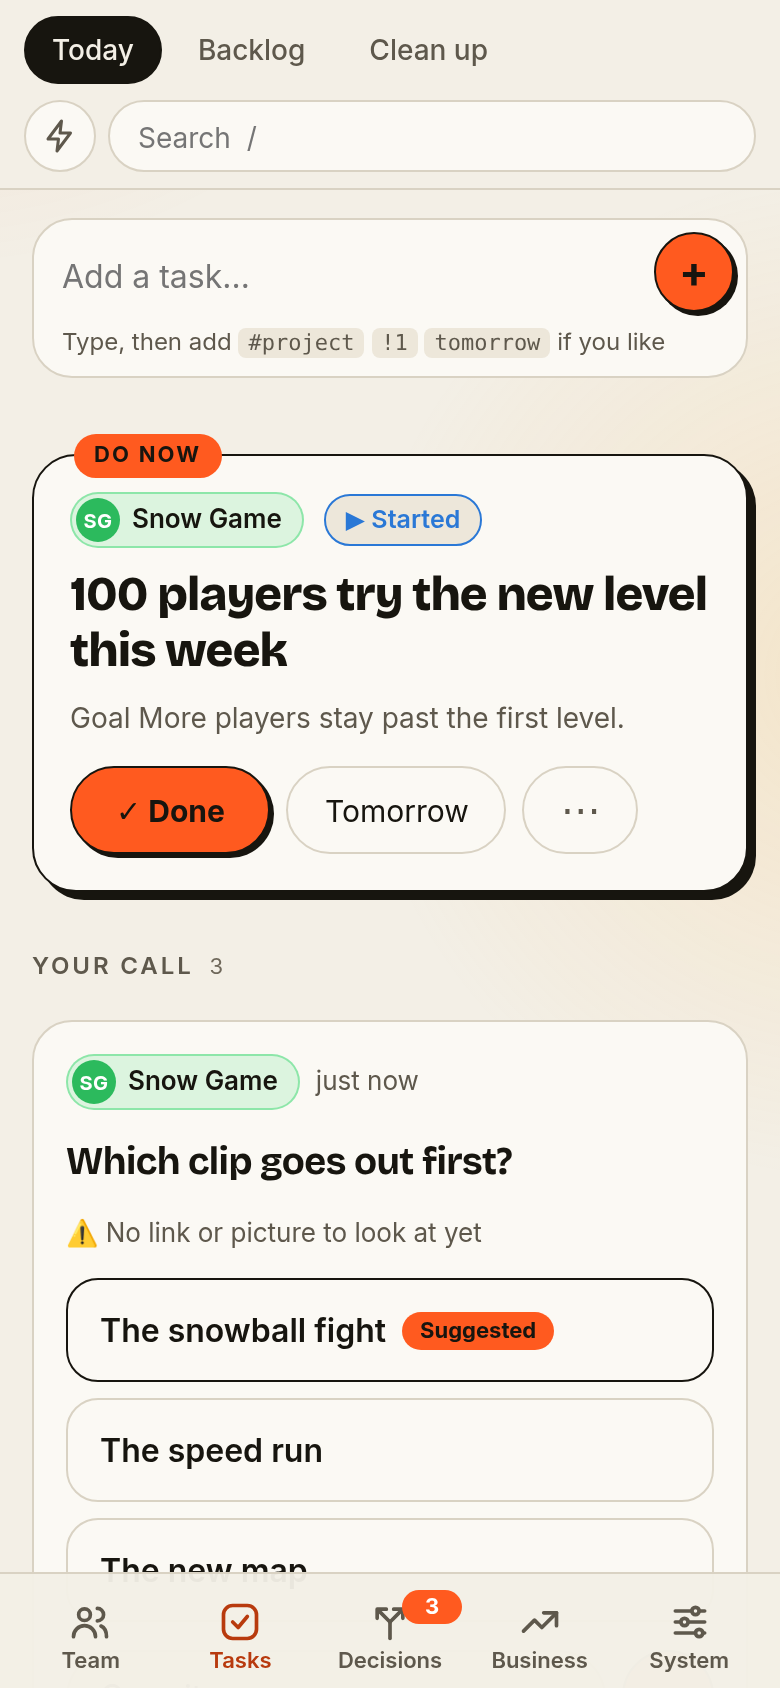 Today Backlog Clean up
Search /
Add a task...
+
Type, then add #project !1 tomorrow if you like
DO NOW
SG Snow Game ▶ Started
100 players try the new level
this week
Goal More players stay past the first level.
✓ Done Tomorrow ···
YOUR CALL 3
SG Snow Game just now
Which clip goes out first?
⚠️ No link or picture to look at yet
The snowball fight Suggested
The speed run
The new map
3
Team Tasks Decisions Business System